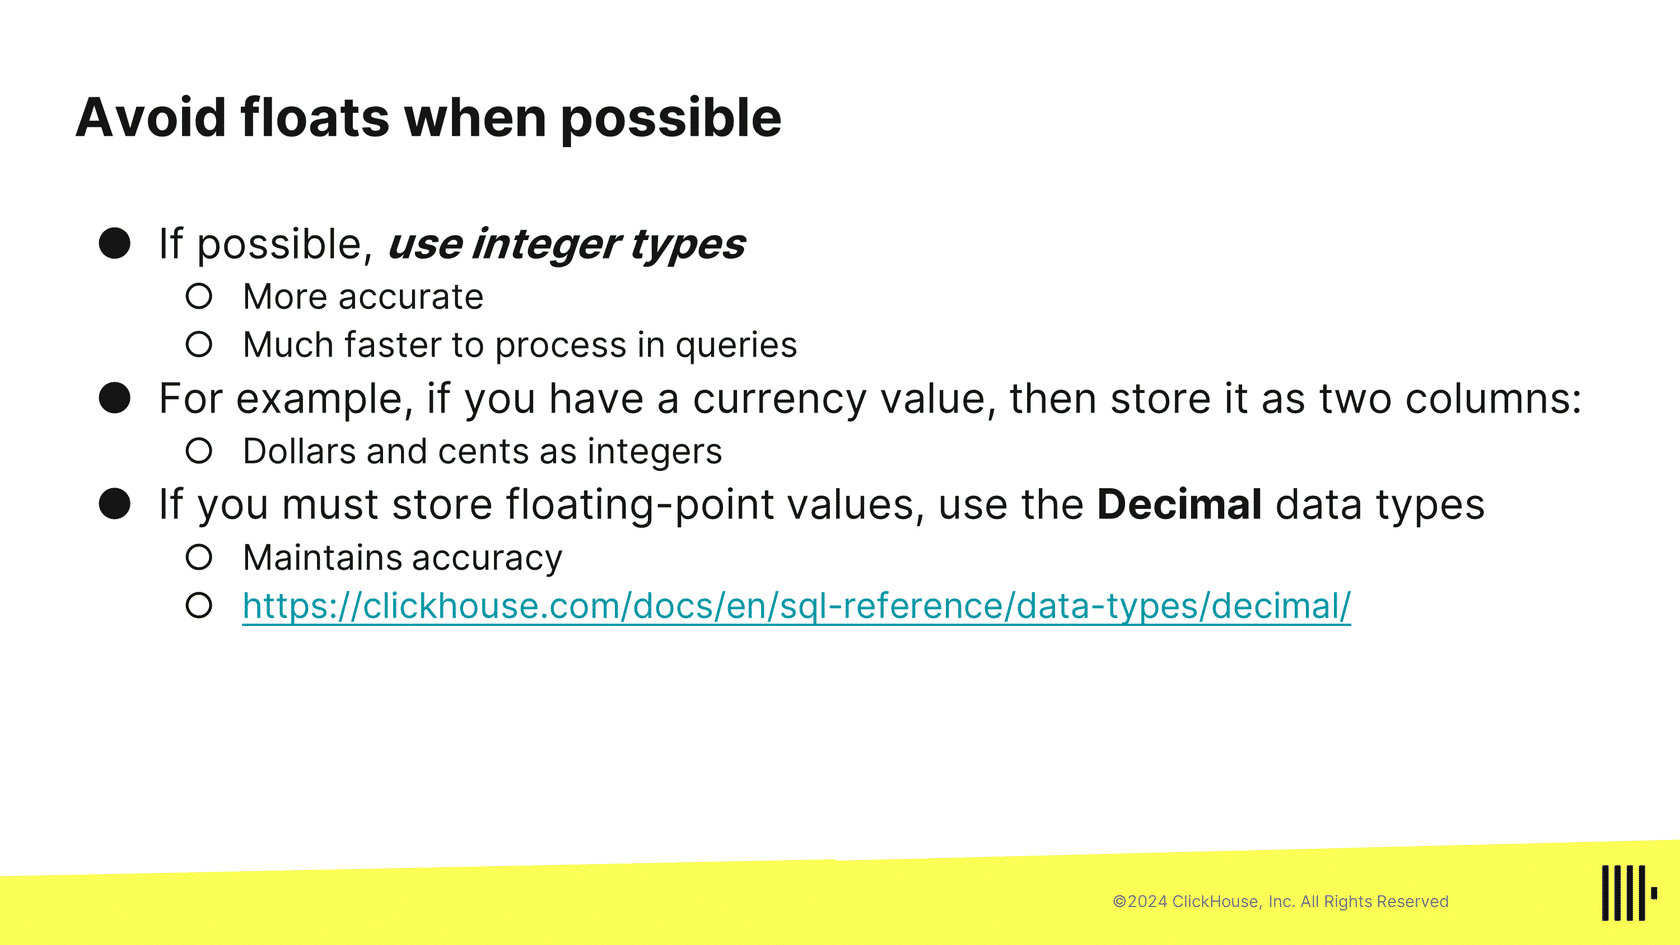 Avoid floats when possible
● If possible, use integer types
○ More accurate
○ Much faster to process in queries
● For example, if you have a currency value, then store it as two columns:
○ Dollars and cents as integers
● If you must store floating-point values, use the Decimal data types
○ Maintains accuracy
○ https://clickhouse.com/docs/en/sql-reference/data-types/decimal/
©2024 ClickHouse, Inc. All Rights Reserved